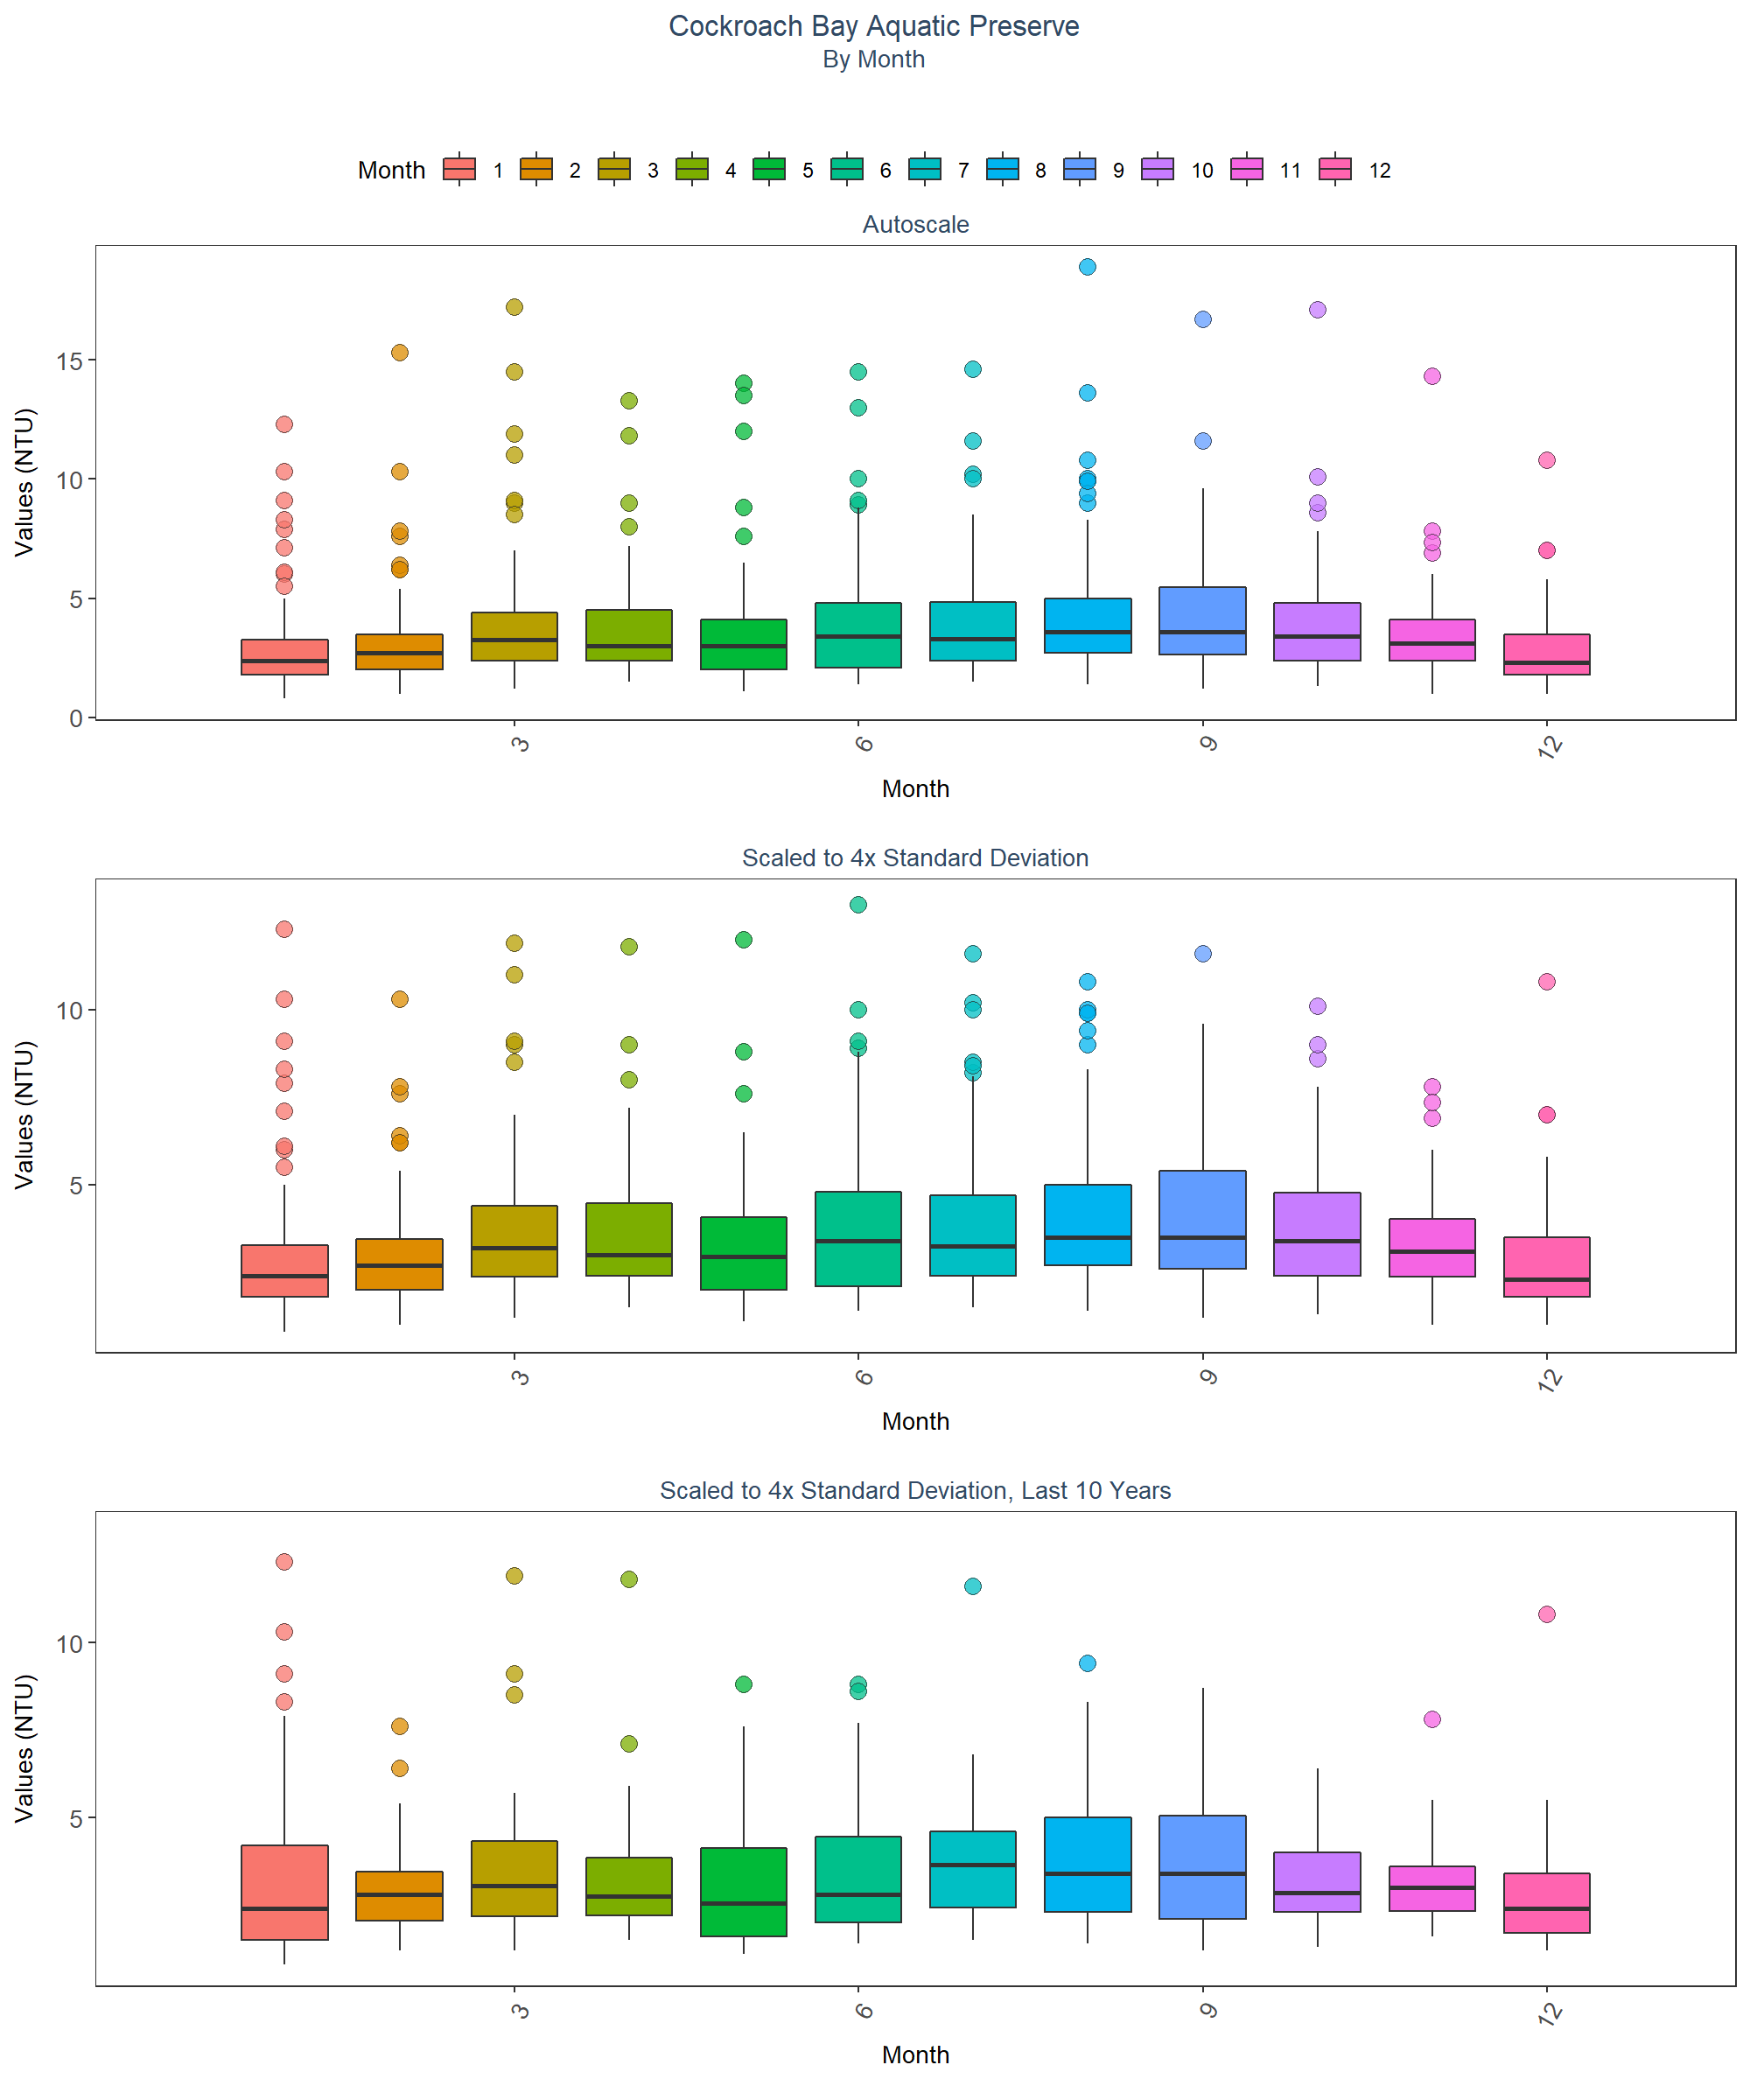 Cockroach Bay Aquatic Preserve
By Month
Month 1 2 3 4 5 6 7 8 9 10 11 12
Autoscale
Values (NTU)
15
10
5
0
3 6 9 12
Month
Scaled to 4x Standard Deviation
Values (NTU)
10
5
3 6 9 12
Month
Scaled to 4x Standard Deviation, Last 10 Years
Values (NTU)
10
5
3 6 9 12
Month